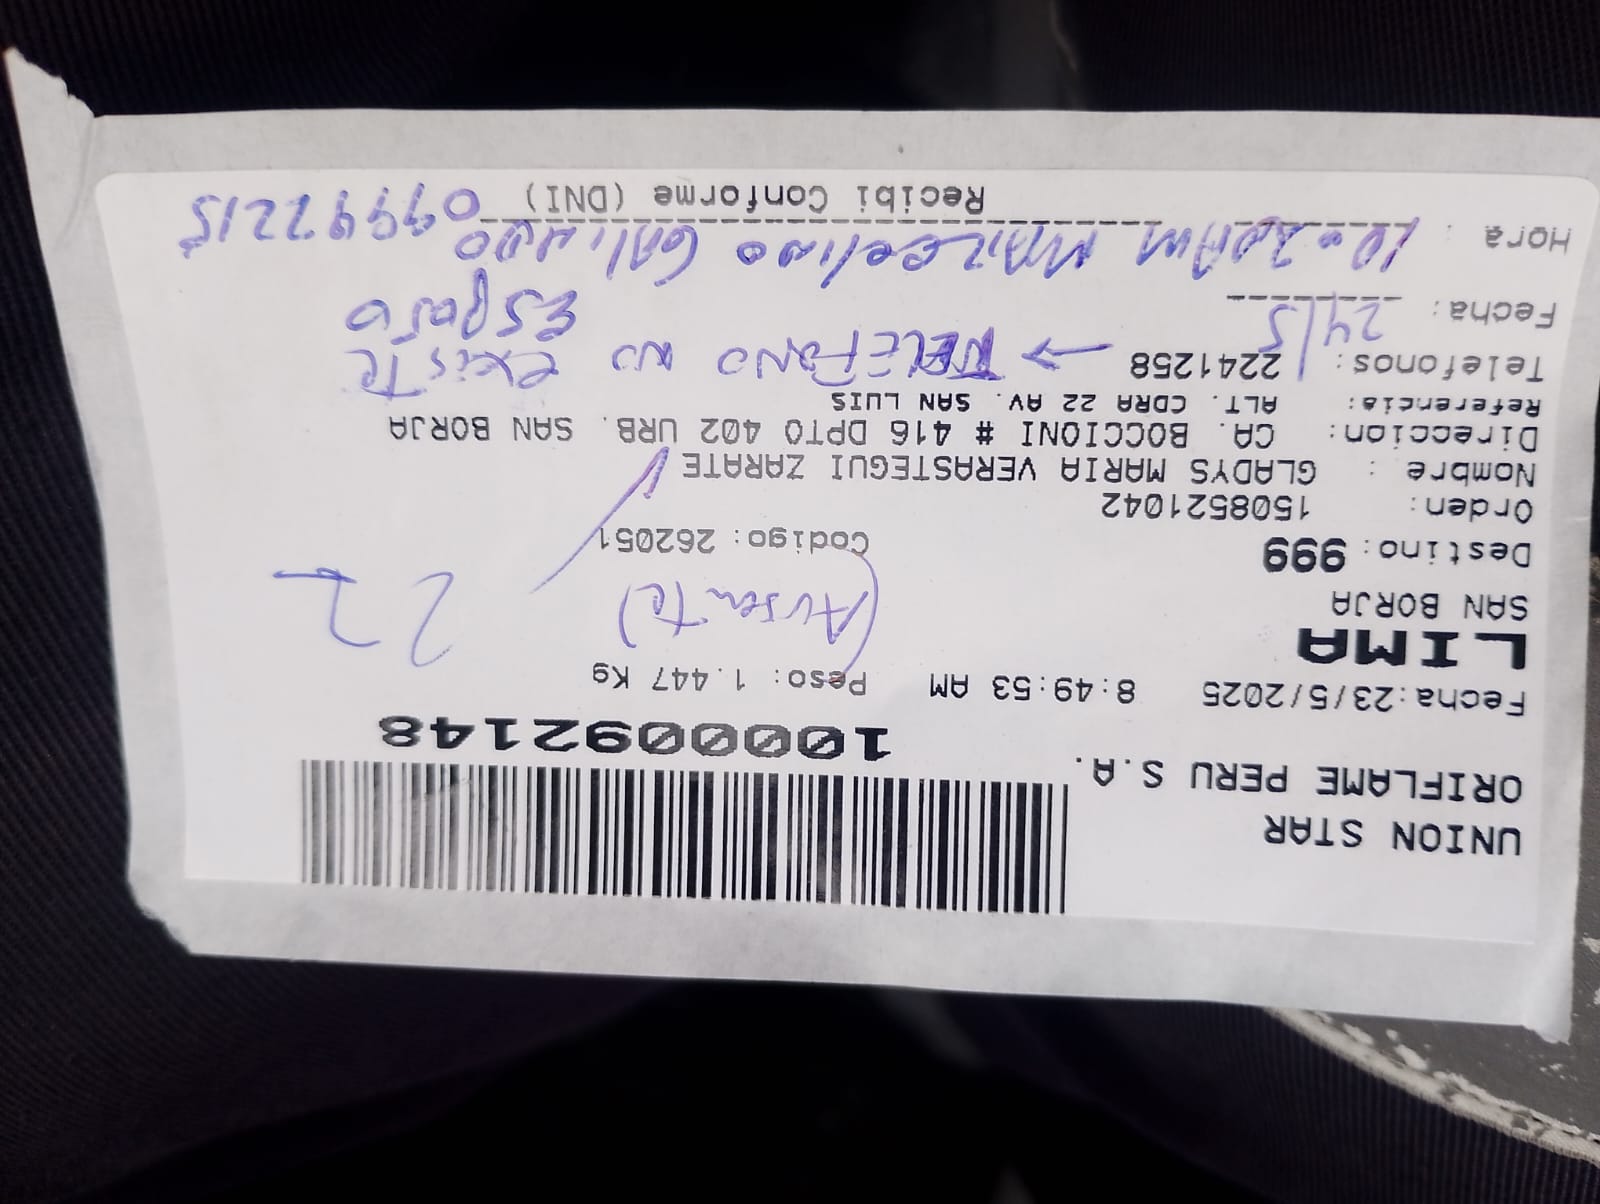 UNION STAR
ORIFLAME PERU S.A.
1000092148
Fecha:23/5/2025 8:49:53 AM Peso: 1.447 Kg
LIMA
SAN BORJA
(Ausente) 27
Destino: 999 Codigo: 262051
Orden: 1508521042
Nombre : GLADYS MARIA VERASTEGUI ZARATE
Direccion: CA. BOCCIONI # 416 DPTO 402 URB. SAN BORJA
Referencia: ALT. CDRA 22 AV. SAN LUIS
Telefonos: 2241258 → TELEFONO NO existe
Fecha: 24/5 Esposo
Hora : 10:20AM Marcelino Galindo 09992215
Recibi Conforme (DNI)